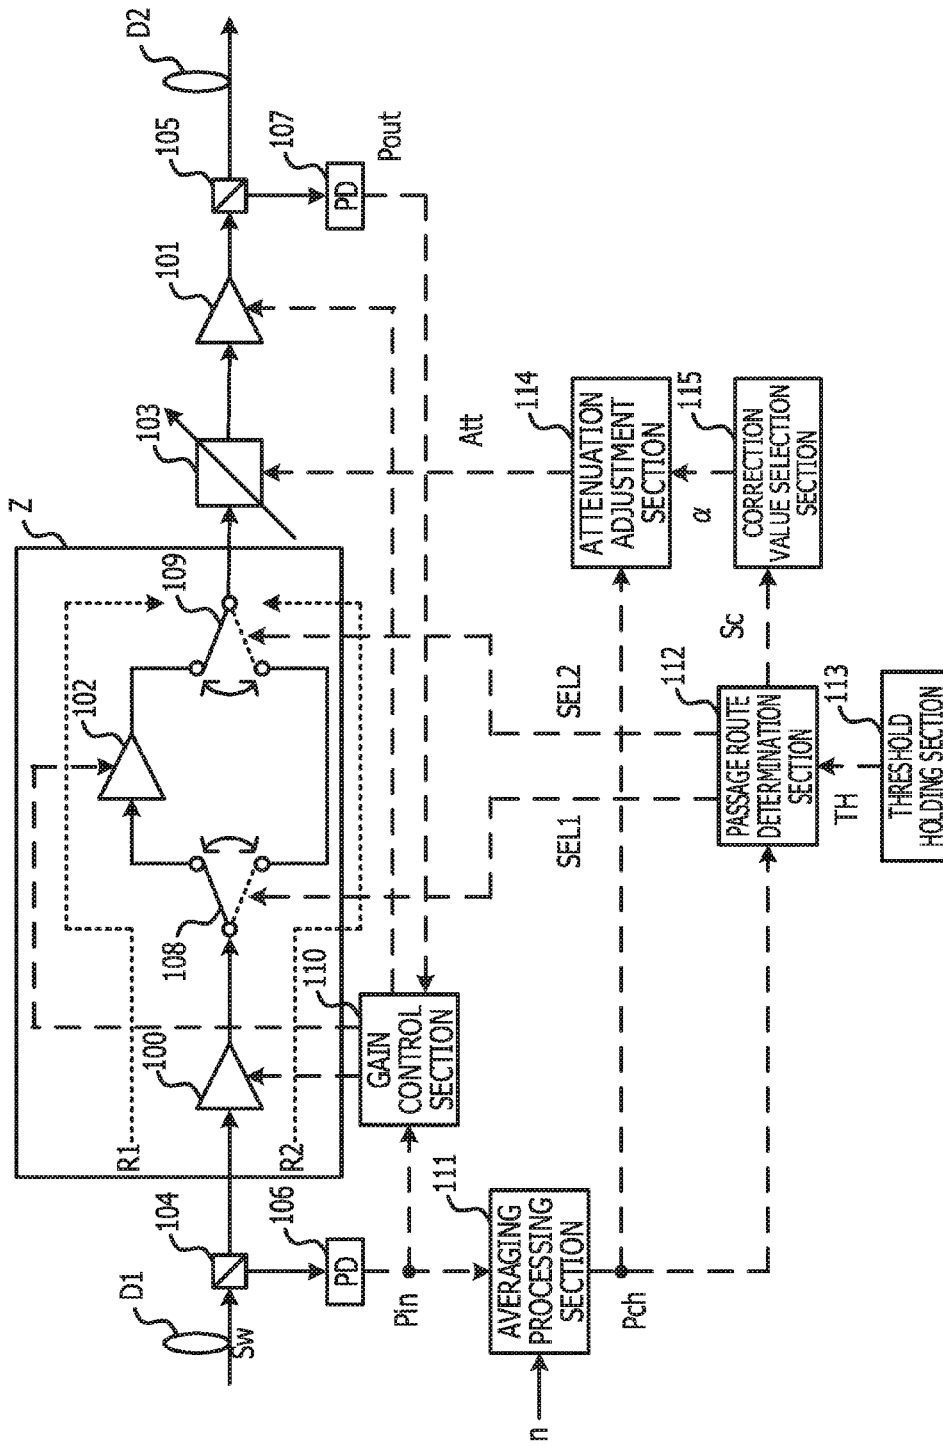 Z
R1
R2
100
102
108
109
D1
Sw
104
103
101
105
D2
106
PD
107
PD
Pin
Pout
110
GAIN
CONTROL
SECTION
Att
111
AVERAGING
PROCESSING
SECTION
n
Pch
SEL1
SEL2
114
ATTENUATION
ADJUSTMENT
SECTION
α
112
PASSAGE ROUTE
DETERMINATION
SECTION
Sc
115
CORRECTION
VALUE SELECTION
SECTION
TH
113
THRESHOLD
HOLDING SECTION